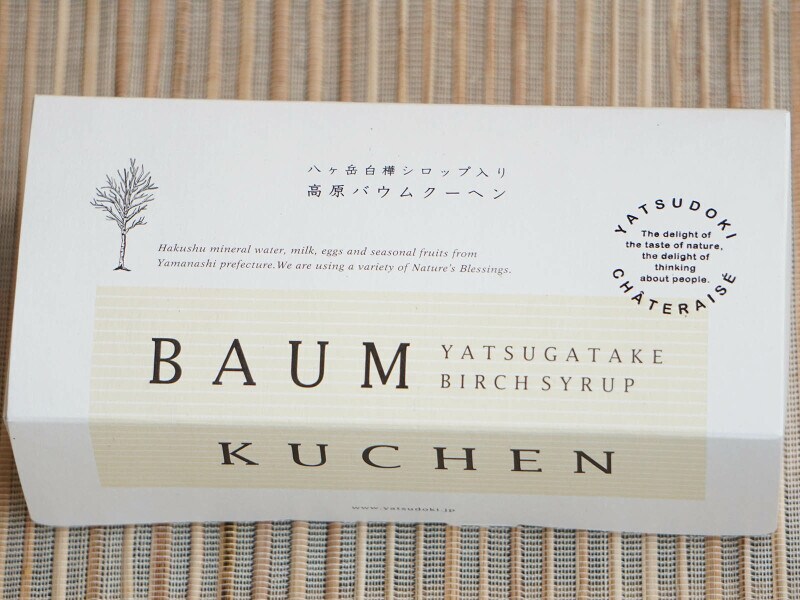 八ヶ岳白樺シロップ入り
高原バウムクーヘン
Hakushu mineral water, milk, eggs and seasonal fruits from
Yamanashi prefecture.We are using a variety of Nature's Blessings.
YATSUDOKI
The delight of
the taste of nature,
the delight of
thinking
about people.
CHÂTERAISÉ
BAUM
YATSUGATAKE
BIRCH SYRUP
KUCHEN
www.yatsudoki.jp